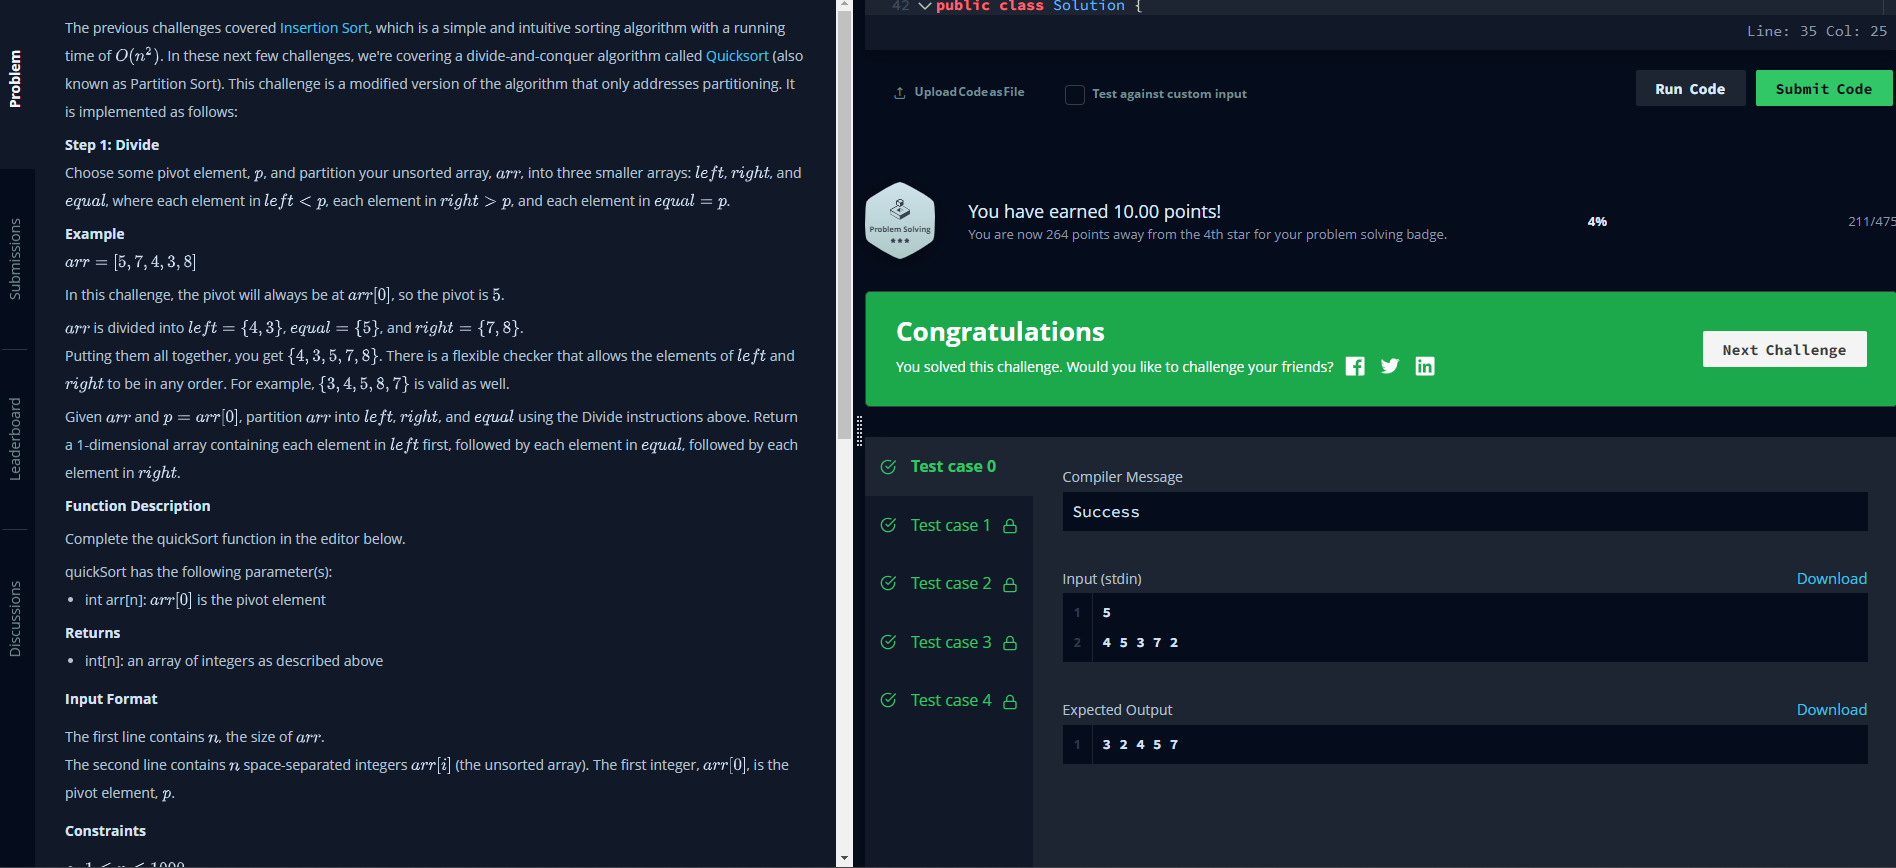 Problem
Submissions
Leaderboard
Discussions
The previous challenges covered Insertion Sort, which is a simple and intuitive sorting algorithm with a running
time of O(n²). In these next few challenges, we're covering a divide-and-conquer algorithm called Quicksort (also
known as Partition Sort). This challenge is a modified version of the algorithm that only addresses partitioning. It
is implemented as follows:
Step 1: Divide
Choose some pivot element, p, and partition your unsorted array, arr, into three smaller arrays: left, right, and
equal, where each element in left < p, each element in right > p, and each element in equal = p.
Example
arr = [5, 7, 4, 3, 8]
In this challenge, the pivot will always be at arr[0], so the pivot is 5.
arr is divided into left = {4, 3}, equal = {5}, and right = {7, 8}.
Putting them all together, you get {4, 3, 5, 7, 8}. There is a flexible checker that allows the elements of left and
right to be in any order. For example, {3, 4, 5, 8, 7} is valid as well.
Given arr and p = arr[0], partition arr into left, right, and equal using the Divide instructions above. Return
a 1-dimensional array containing each element in left first, followed by each element in equal, followed by each
element in right.
Function Description
Complete the quickSort function in the editor below.
quickSort has the following parameter(s):
• int arr[n]: arr[0] is the pivot element
Returns
• int[n]: an array of integers as described above
Input Format
The first line contains n, the size of arr.
The second line contains n space-separated integers arr[i] (the unsorted array). The first integer, arr[0], is the
pivot element, p.
Constraints
• 1 ≤ n ≤ 1000
42 public class Solution {
Line: 35 Col: 25
Upload Code as File
Test against custom input
Run Code
Submit Code
Problem Solving
You have earned 10.00 points!
You are now 264 points away from the 4th star for your problem solving badge.
4%
211/475
Congratulations
You solved this challenge. Would you like to challenge your friends?
Next Challenge
Test case 0
Test case 1
Test case 2
Test case 3
Test case 4
Compiler Message
Success
Input (stdin)
Download
1 5
2 4 5 3 7 2
Expected Output
Download
1 3 2 4 5 7